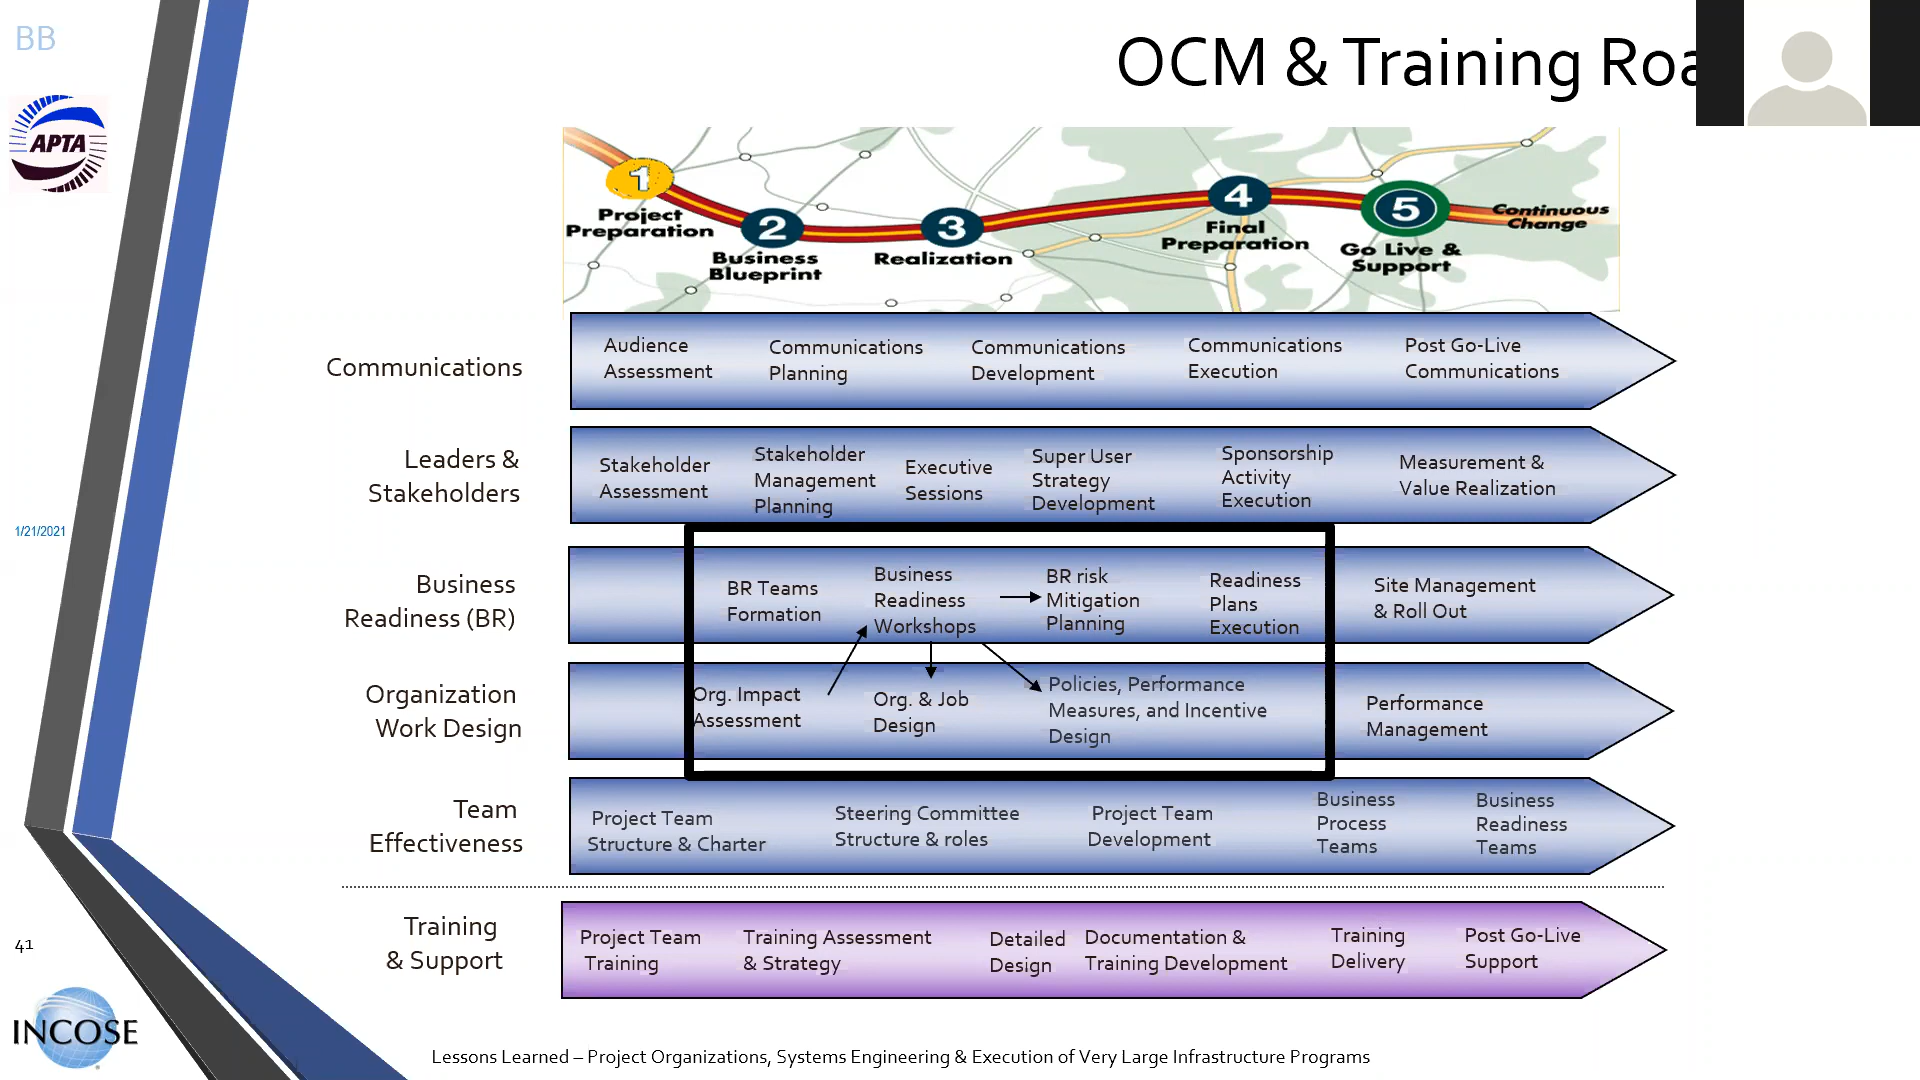 BB
OCM & Training Roa
APTA
1
Project
Preparation
2
Business
Blueprint
3
Realization
4
Final
Preparation
5
Go Live &
Support
Continuous
Change
Communications
Audience
Assessment
Communications
Planning
Communications
Development
Communications
Execution
Post Go-Live
Communications
Leaders &
Stakeholders
Stakeholder
Assessment
Stakeholder
Management
Planning
Executive
Sessions
Super User
Strategy
Development
Sponsorship
Activity
Execution
Measurement &
Value Realization
1/21/2021
Business
Readiness (BR)
BR Teams
Formation
Business
Readiness
Workshops
BR risk
Mitigation
Planning
Readiness
Plans
Execution
Site Management
& Roll Out
Organization
Work Design
Org. Impact
Assessment
Org. & Job
Design
Policies, Performance
Measures, and Incentive
Design
Performance
Management
Team
Effectiveness
Project Team
Structure & Charter
Steering Committee
Structure & roles
Project Team
Development
Business
Process
Teams
Business
Readiness
Teams
Training
& Support
Project Team
Training
Training Assessment
& Strategy
Detailed
Design
Documentation &
Training Development
Training
Delivery
Post Go-Live
Support
41
INCOSE
Lessons Learned – Project Organizations, Systems Engineering & Execution of Very Large Infrastructure Programs